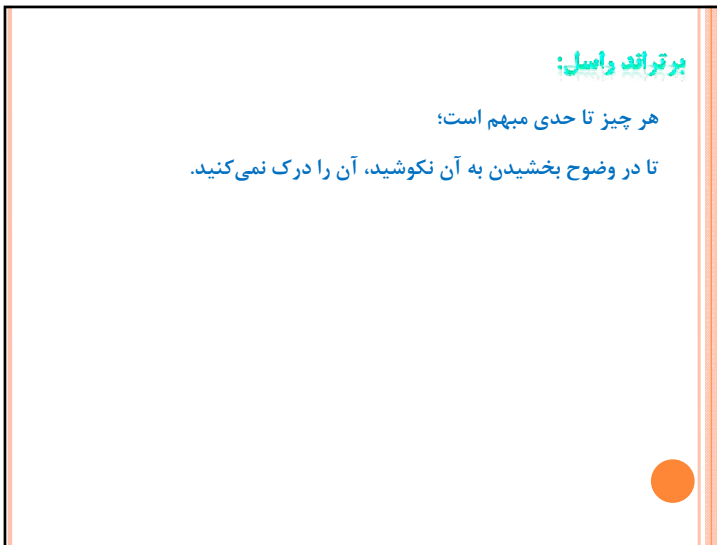 برتراند راسل:
هر چیز تا حدی مبهم است؛
تا در وضوح بخشیدن به آن نکوشید، آن را درک نمی‌کنید.